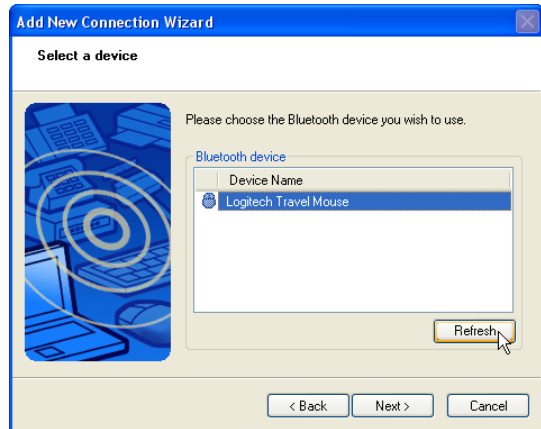 Add New Connection Wizard
Select a device
Please choose the Bluetooth device you wish to use.
Bluetooth device
Device Name
Logitech Travel Mouse
Refresh
< Back Next > Cancel